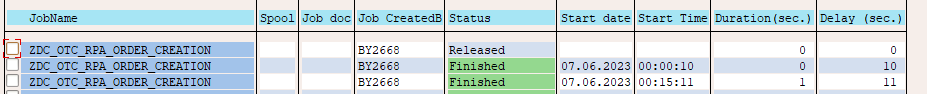 JobName Spool Job doc Job CreatedB Status Start date Start Time Duration(sec.) Delay (sec.)
ZDC_OTC_RPA_ORDER_CREATION BY2668 Released 0 0
ZDC_OTC_RPA_ORDER_CREATION BY2668 Finished 07.06.2023 00:00:10 0 10
ZDC_OTC_RPA_ORDER_CREATION BY2668 Finished 07.06.2023 00:15:11 1 11